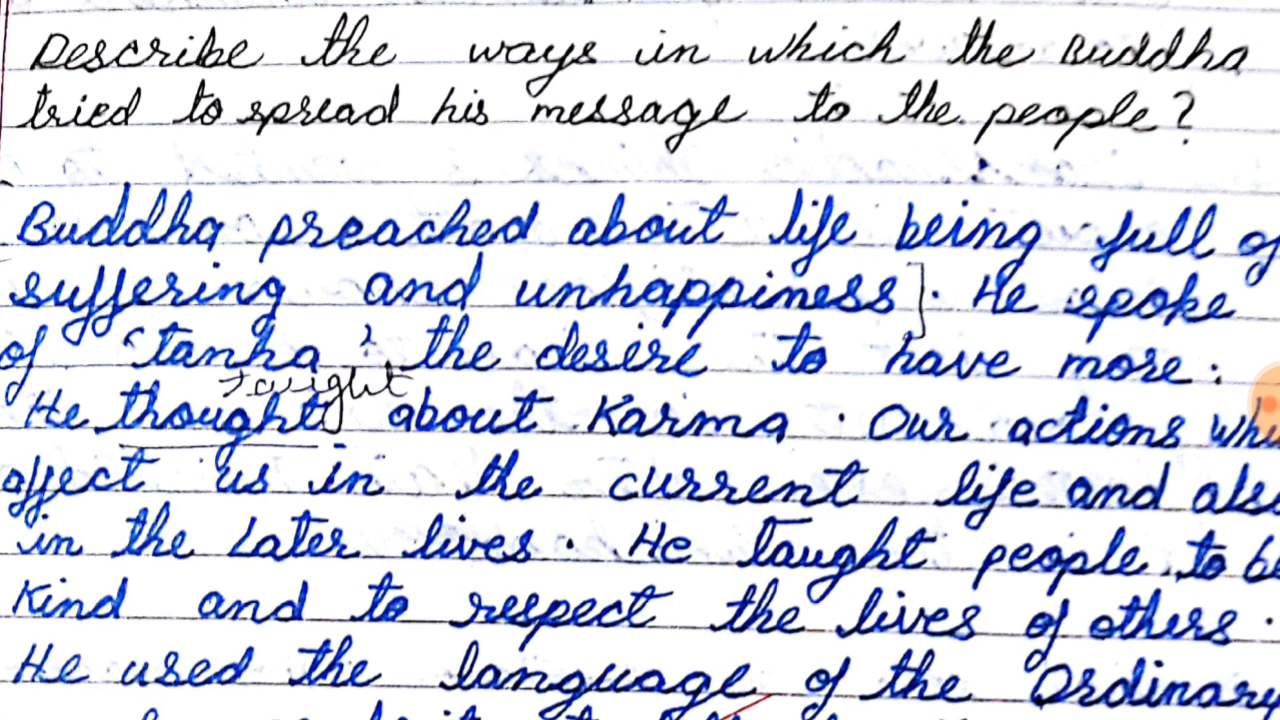 Describe the ways in which the Buddha
tried to spread his message to the people?
Buddha preached about life being full of
suffering and unhappiness]. He spoke
of 'tanha' the desire to have more.
taught
He thought about Karma. Our actions
affect us in the current life and also
in the Later lives. He taught people to be
Kind and to respect the lives of others.
He used the language of the Ordinary